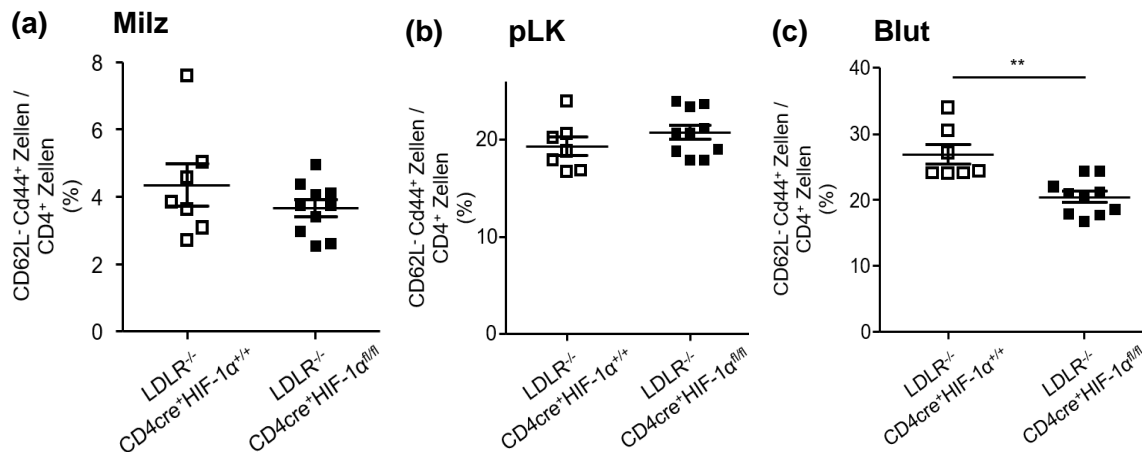 (a) Milz
8
6
4
2
0
CD62L⁻ Cd44⁺ Zellen /
CD4⁺ Zellen
(%)
LDLR⁻/⁻
CD4cre⁺HIF-1α⁺/⁺
LDLR⁻/⁻
CD4cre⁺HIF-1αᶠˡ/ᶠˡ
(b) pLK
20
10
0
CD62L⁻ Cd44⁺ Zellen /
CD4⁺ Zellen
(%)
LDLR⁻/⁻
CD4cre⁺HIF-1α⁺/⁺
LDLR⁻/⁻
CD4cre⁺HIF-1αᶠˡ/ᶠˡ
(c) Blut
40
30
20
10
0
**
CD62L⁻ Cd44⁺ Zellen /
CD4⁺ Zellen
(%)
LDLR⁻/⁻
CD4cre⁺HIF-1α⁺/⁺
LDLR⁻/⁻
CD4cre⁺HIF-1αᶠˡ/ᶠˡ